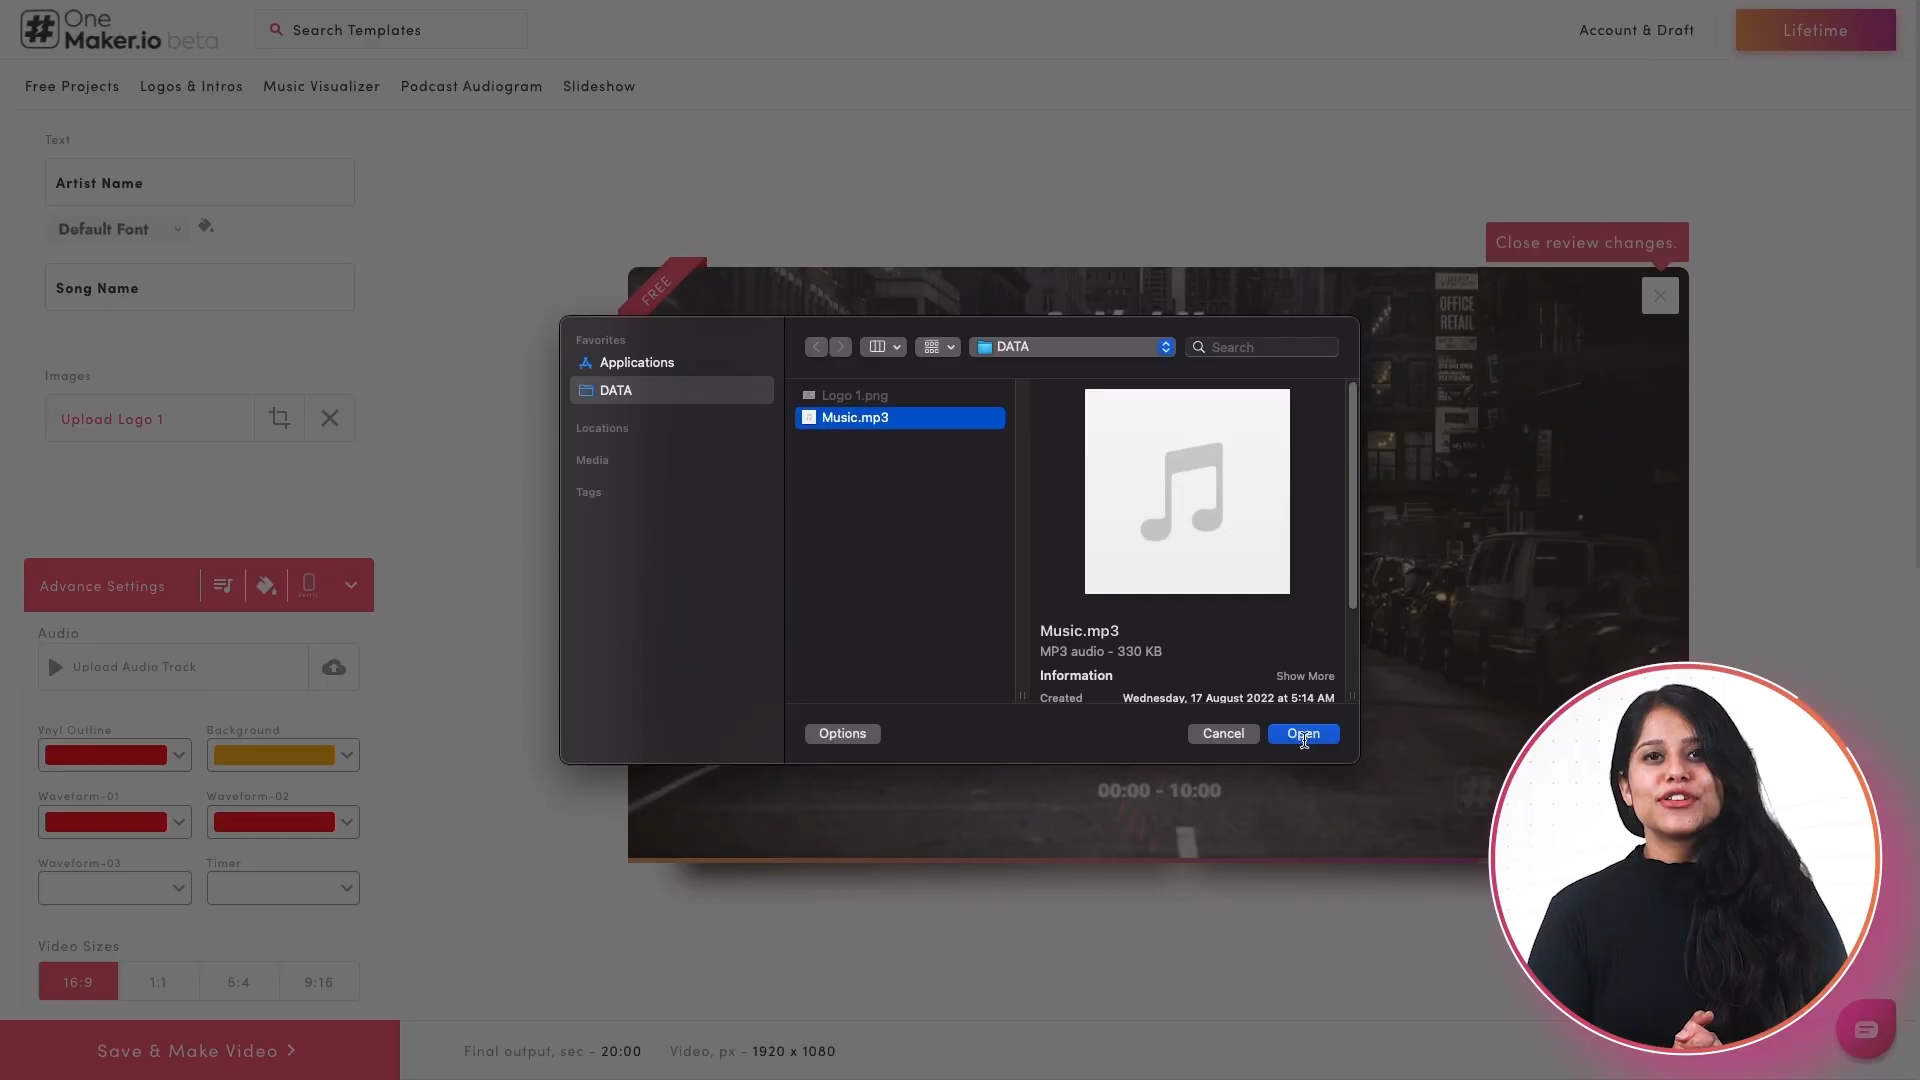 One
Maker.io beta
Search Templates
Account & Draft
Lifetime
Free Projects
Logos & Intros
Music Visualizer
Podcast Audiogram
Slideshow
Text
Artist Name
Default Font
Song Name
Images
Upload Logo 1
Advance Settings
Audio
Upload Audio Track
Vnyl Outline
Background
Waveform-01
Waveform-02
Waveform-03
Timer
Video Sizes
16:9
1:1
5:4
9:16
Save & Make Video
Final output, sec - 20:00
Video, px - 1920 x 1080
Close review changes.
FREE
OFFICE
RETAIL
Favorites
Applications
DATA
Locations
Media
Tags
DATA
Search
Logo 1.png
Music.mp3
Music.mp3
MP3 audio - 330 KB
Information
Show More
Created
Wednesday, 17 August 2022 at 5:14 AM
Options
Cancel
Open
00:00 - 10:00